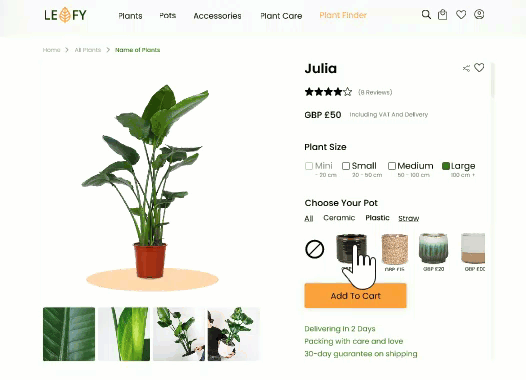 LEAFY
Plants Pots Accessories Plant Care Plant Finder
Home > All Plants > Name of Plants
Julia
(8 Reviews)
GBP £50 Including VAT And Delivery
Plant Size
Mini Small Medium Large
- 20 cm 20 - 50 cm 50 - 100 cm 100 cm +
Choose Your Pot
All Ceramic Plastic Straw
GBP £15 GBP £20
Add To Cart
Delivering In 2 Days
Packing with care and love
30-day guarantee on shipping